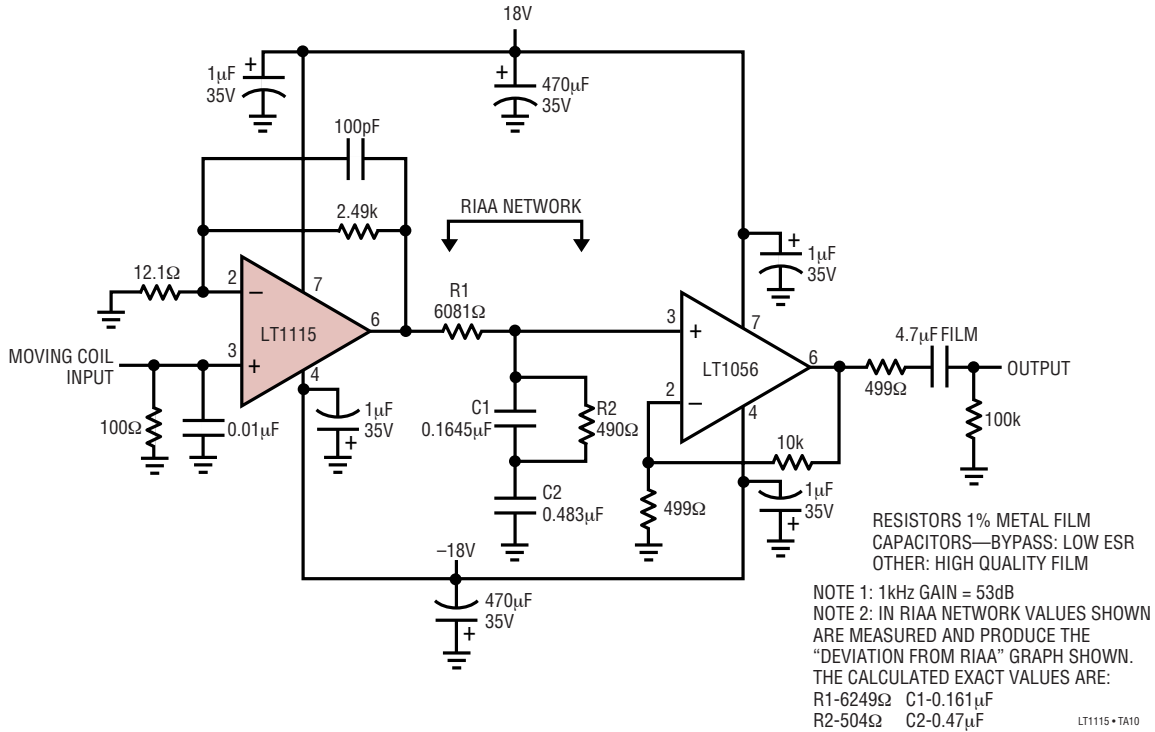 18V
1µF
35V
470µF
35V
100pF
2.49k
RIAA NETWORK
12.1Ω
2
7
–
LT1115
6
R1
6081Ω
MOVING COIL
INPUT
3
+
4
100Ω
0.01µF
1µF
35V
+
C1
0.1645µF
R2
490Ω
C2
0.483µF
3
+
7
LT1056
6
2
–
4
1µF
35V
4.7µF FILM
499Ω
OUTPUT
100k
10k
499Ω
1µF
35V
+
–18V
470µF
35V
+
RESISTORS 1% METAL FILM
CAPACITORS—BYPASS: LOW ESR
OTHER: HIGH QUALITY FILM
NOTE 1: 1kHz GAIN = 53dB
NOTE 2: IN RIAA NETWORK VALUES SHOWN
ARE MEASURED AND PRODUCE THE
“DEVIATION FROM RIAA” GRAPH SHOWN.
THE CALCULATED EXACT VALUES ARE:
R1-6249Ω C1-0.161µF
R2-504Ω C2-0.47µF
LT1115 • TA10